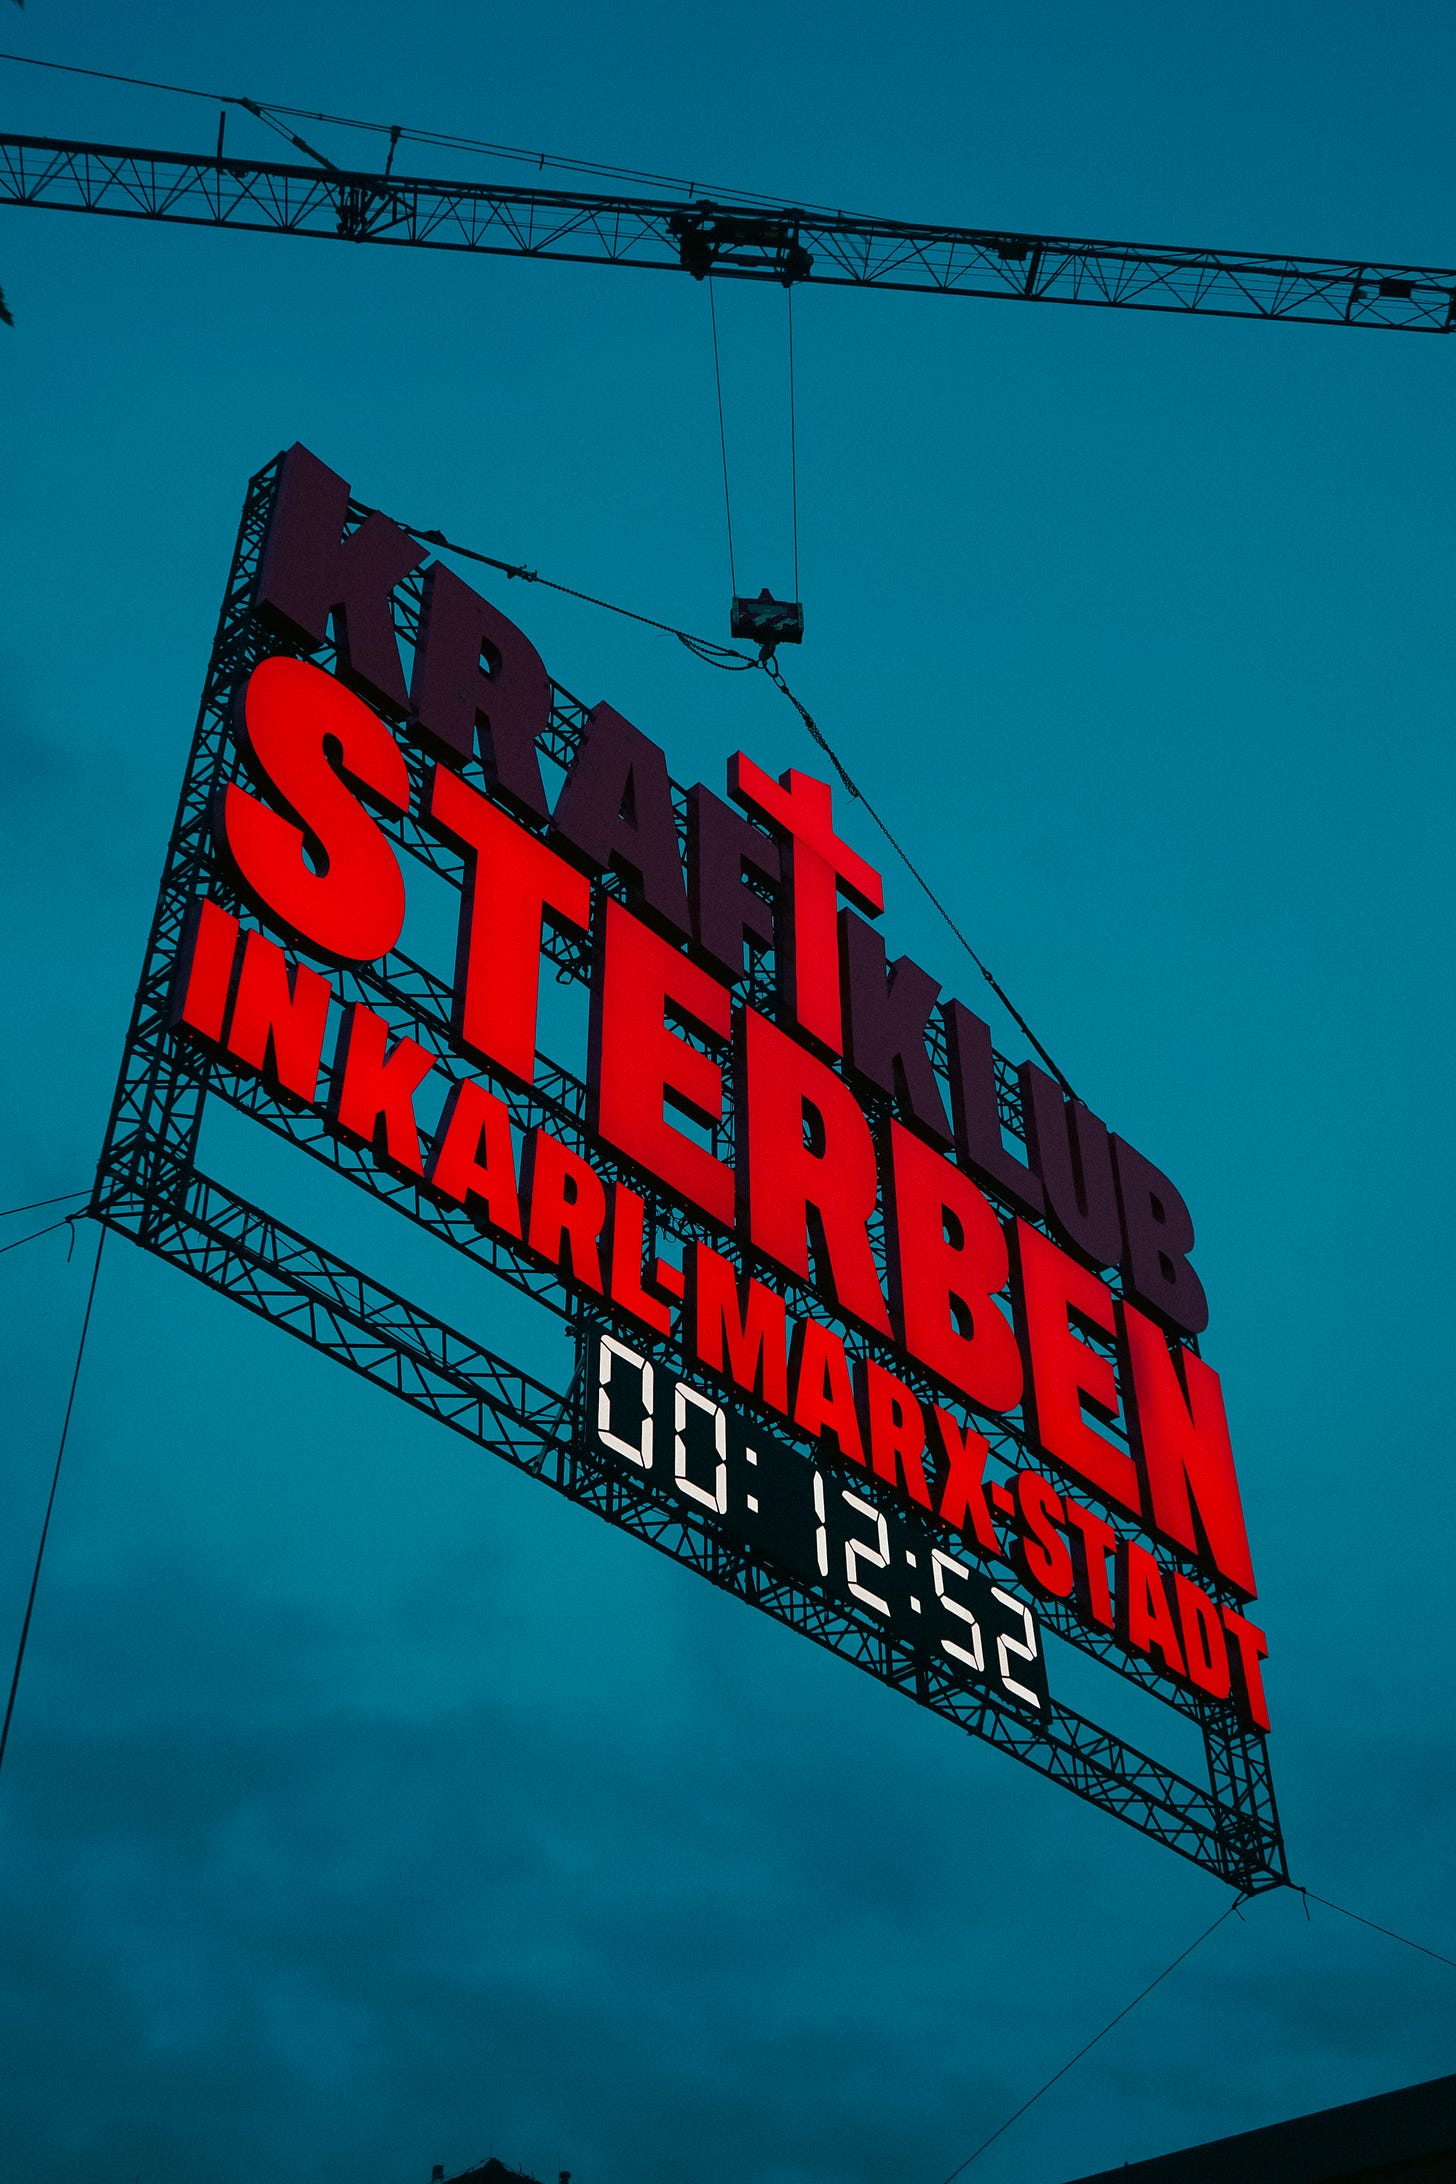 KRAFTKLUB
STERBEN
IN KARL-MARX-STADT
00:12:52